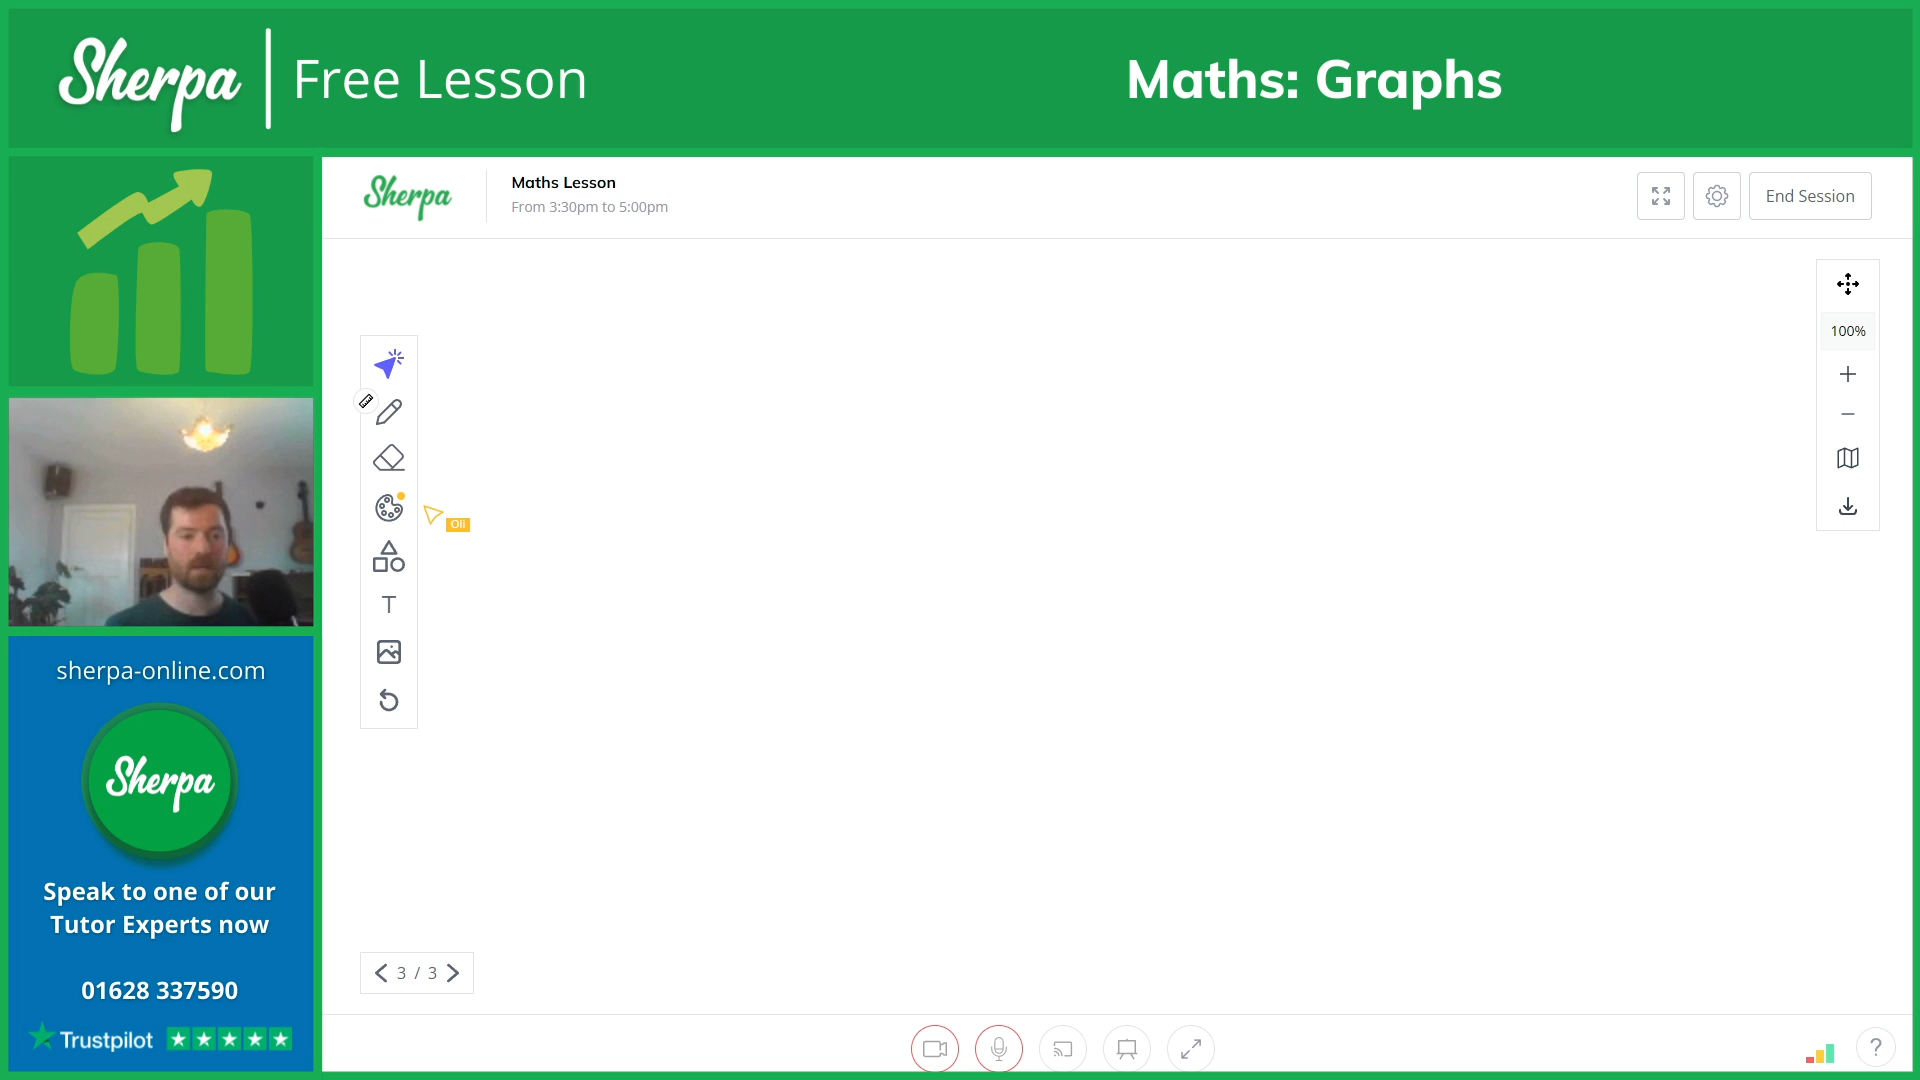 Sherpa
Free Lesson
Maths: Graphs
Sherpa
Maths Lesson
From 3:30pm to 5:00pm
End Session
100%
Oli
T
3 / 3
?
sherpa-online.com
Sherpa
Speak to one of our
Tutor Experts now
01628 337590
Trustpilot